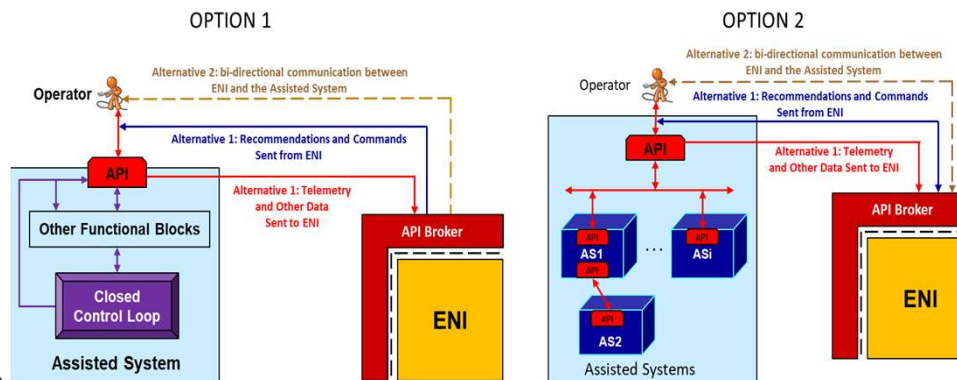 OPTION 1
Alternative 2: bi-directional communication between
ENI and the Assisted System
Operator
Alternative 1: Recommendations and Commands
Sent from ENI
API
Alternative 1: Telemetry
and Other Data
Sent to ENI
Other Functional Blocks
API Broker
Closed
Control Loop
ENI
Assisted System
OPTION 2
Alternative 2: bi-directional communication between
ENI and the Assisted System
Operator
Alternative 1: Recommendations and Commands
Sent from ENI
API
Alternative 1: Telemetry
and Other Data Sent to ENI
API Broker
API
API
AS1
...
ASi
API
API
AS2
ENI
Assisted Systems